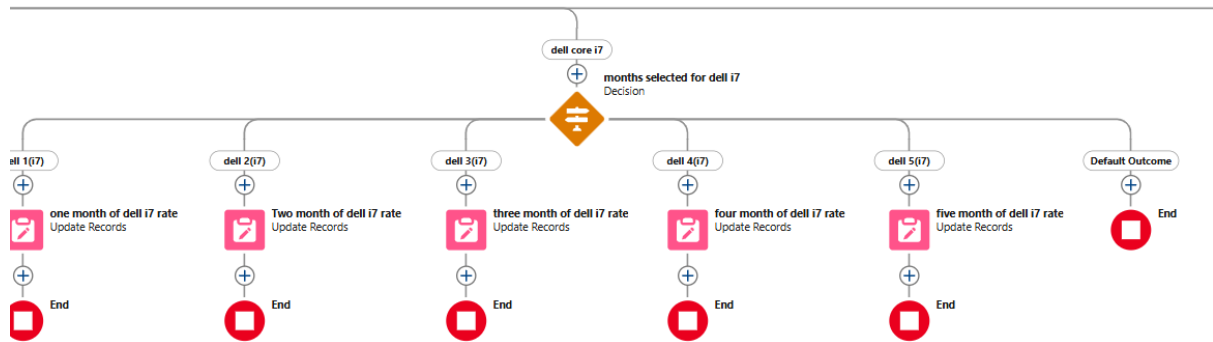 dell core i7
months selected for dell i7
Decision
ell 1(i7)
dell 2(i7)
dell 3(i7)
dell 4(i7)
dell 5(i7)
Default Outcome
one month of dell i7 rate
Update Records
Two month of dell i7 rate
Update Records
three month of dell i7 rate
Update Records
four month of dell i7 rate
Update Records
five month of dell i7 rate
Update Records
End
End
End
End
End
End